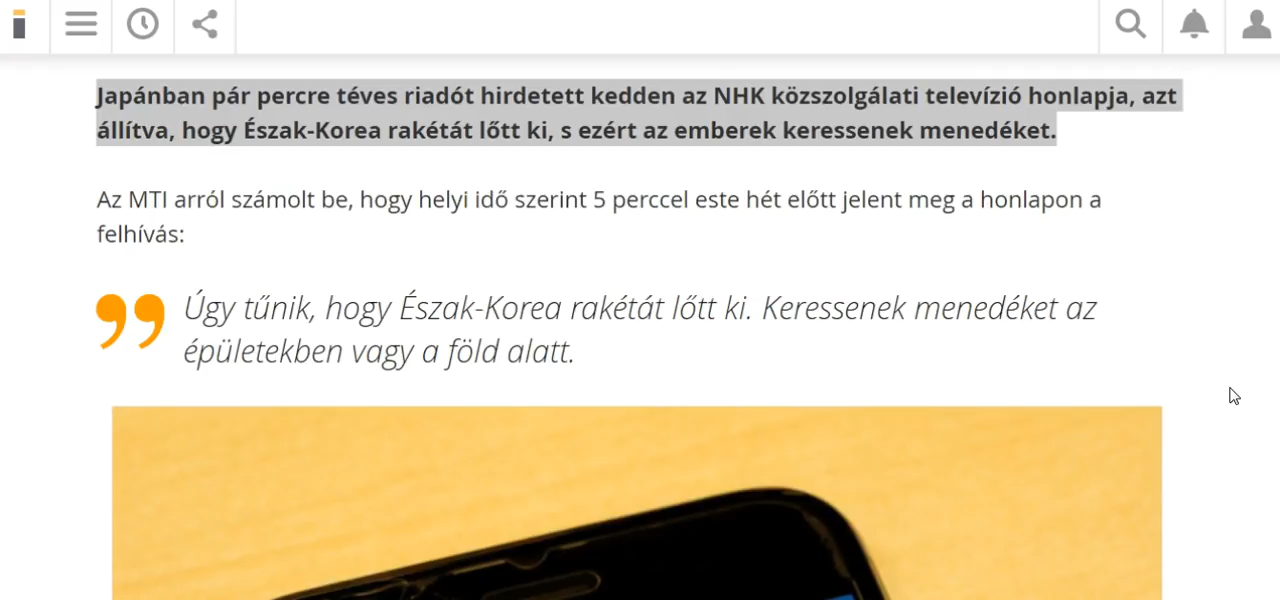 Japánban pár percre téves riadót hirdetett kedden az NHK közszolgálati televízió honlapja, azt
állítva, hogy Észak-Korea rakétát lőtt ki, s ezért az emberek keressenek menedéket.
Az MTI arról számolt be, hogy helyi idő szerint 5 perccel este hét előtt jelent meg a honlapon a
felhívás:
Úgy tűnik, hogy Észak-Korea rakétát lőtt ki. Keressenek menedéket az
épületekben vagy a föld alatt.